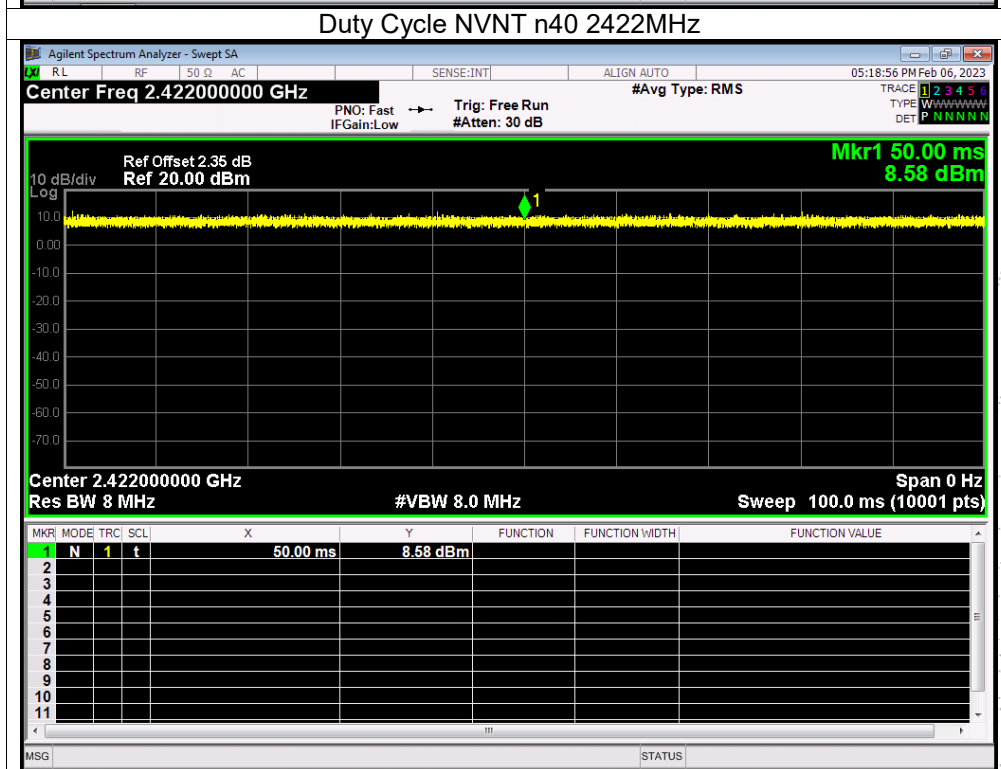 Duty Cycle NVNT n40 2422MHz
Agilent Spectrum Analyzer - Swept SA
LXI RL RF 50 Ω AC SENSE:INT ALIGN AUTO 05:18:56 PM Feb 06, 2023
Center Freq 2.422000000 GHz #Avg Type: RMS TRACE 1 2 3 4 5 6
PNO: Fast Trig: Free Run TYPE WWWWWW
IFGain:Low #Atten: 30 dB DET P N N N N N
Mkr1 50.00 ms
Ref Offset 2.35 dB
10 dB/div Ref 20.00 dBm 8.58 dBm
Log
1
10.0
0.00
-10.0
-20.0
-30.0
-40.0
-50.0
-60.0
-70.0
Center 2.422000000 GHz Span 0 Hz
Res BW 8 MHz #VBW 8.0 MHz Sweep 100.0 ms (10001 pts)
MKR MODE TRC SCL X Y FUNCTION FUNCTION WIDTH FUNCTION VALUE
1 N 1 t 50.00 ms 8.58 dBm
2
3
4
5
6
7
8
9
10
11
MSG STATUS